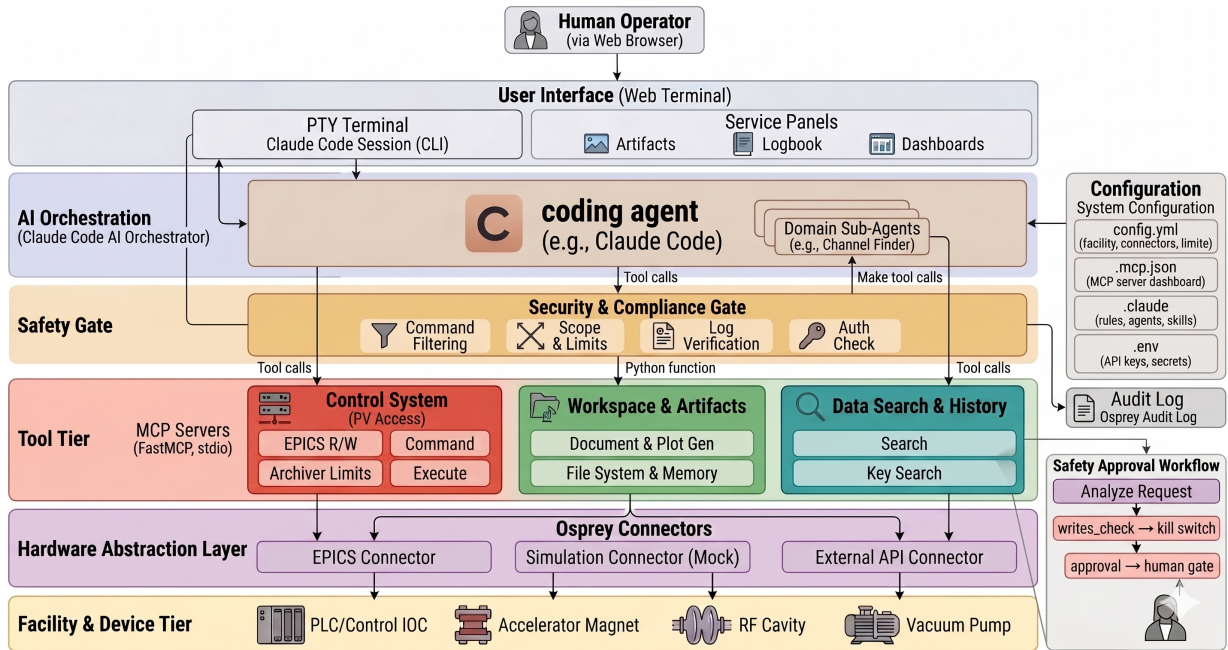 Human Operator
(via Web Browser)
User Interface (Web Terminal)
PTY Terminal
Claude Code Session (CLI)
Service Panels
Artifacts
Logbook
Dashboards
AI Orchestration
(Claude Code AI Orchestrator)
C
coding agent
(e.g., Claude Code)
Domain Sub-Agents
(e.g., Channel Finder)
Configuration
System Configuration
config.yml
(facility, connectors, limite)
.mcp.json
(MCP server dashboard)
.claude
(rules, agents, skills)
.env
(API keys, secrets)
Tool calls
Make tool calls
Safety Gate
Security & Compliance Gate
Command
Filtering
Scope
& Limits
Log
Verification
Auth
Check
Tool calls
Python function
Tool calls
Audit Log
Osprey Audit Log
Tool Tier
MCP Servers
(FastMCP, stdio)
Control System
(PV Access)
EPICS R/W
Command
Archiver Limits
Execute
Workspace & Artifacts
Document & Plot Gen
File System & Memory
Data Search & History
Search
Key Search
Safety Approval Workflow
Analyze Request
writes_check → kill switch
approval → human gate
Hardware Abstraction Layer
Osprey Connectors
EPICS Connector
Simulation Connector (Mock)
External API Connector
Facility & Device Tier
PLC/Control IOC
Accelerator Magnet
RF Cavity
Vacuum Pump